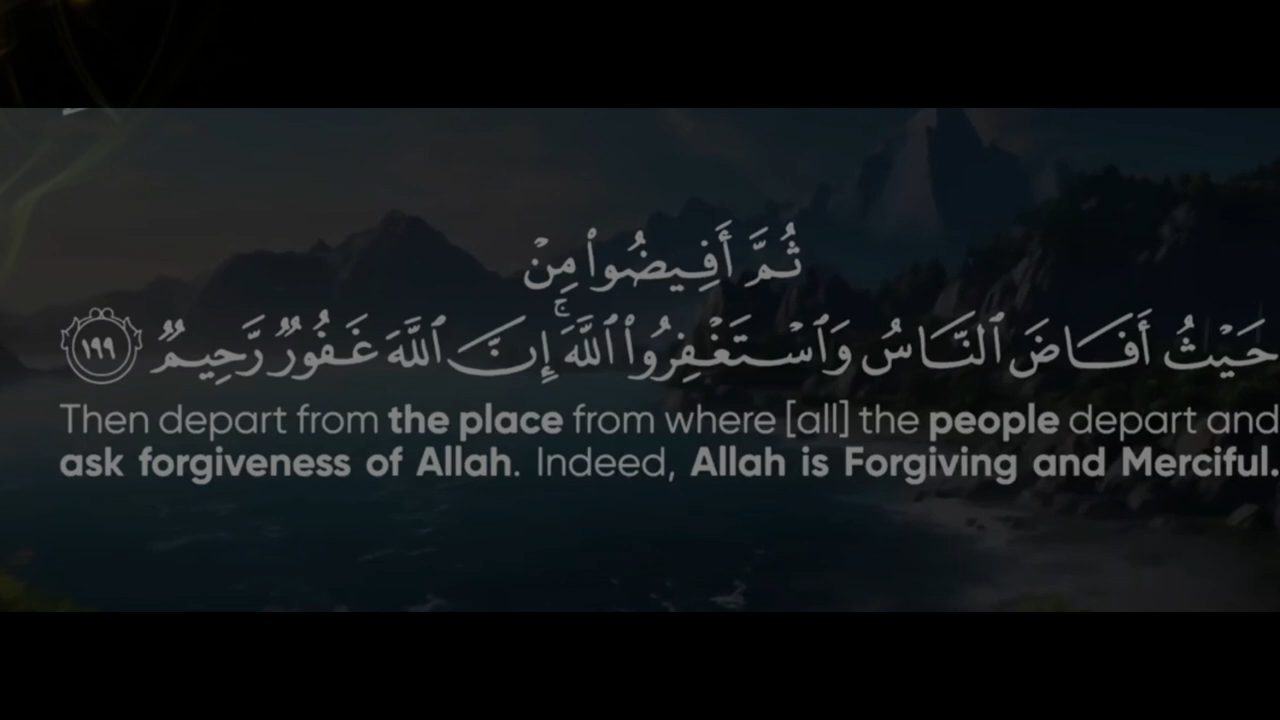 ثُمَّ أَفِيضُوا۟ مِنْ
حَيْثُ أَفَاضَ ٱلنَّاسُ وَٱسْتَغْفِرُوا۟ ٱللَّهَ ۚ إِنَّ ٱللَّهَ غَفُورٌ رَّحِيمٌ ١٩٩
Then depart from the place from where [all] the people depart and
ask forgiveness of Allah. Indeed, Allah is Forgiving and Merciful.